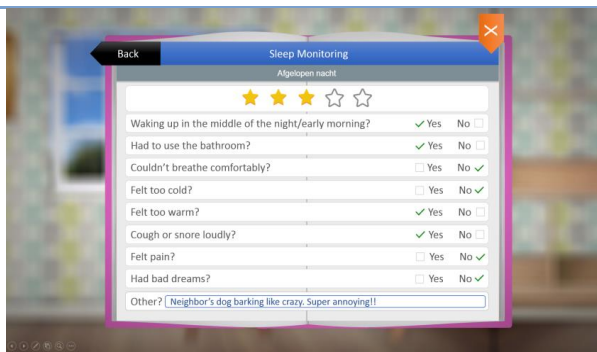 Back
Sleep Monitoring
Afgelopen nacht
Waking up in the middle of the night/early morning? Yes No
Had to use the bathroom? Yes No
Couldn't breathe comfortably? Yes No
Felt too cold? Yes No
Felt too warm? Yes No
Cough or snore loudly? Yes No
Felt pain? Yes No
Had bad dreams? Yes No
Other? Neighbor's dog barking like crazy. Super annoying!!